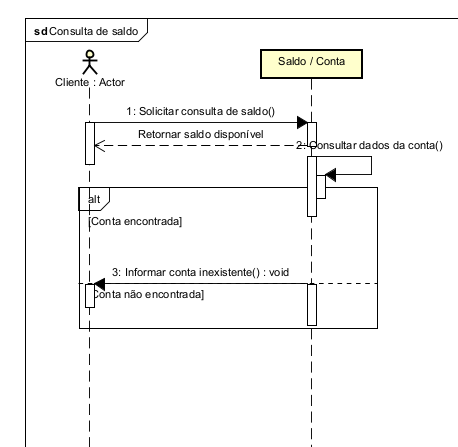 sd Consulta de saldo
Saldo / Conta
Cliente : Actor
1: Solicitar consulta de saldo()
Retornar saldo disponível
2: Consultar dados da conta()
alt
[Conta encontrada]
3: Informar conta inexistente() : void
[Conta não encontrada]